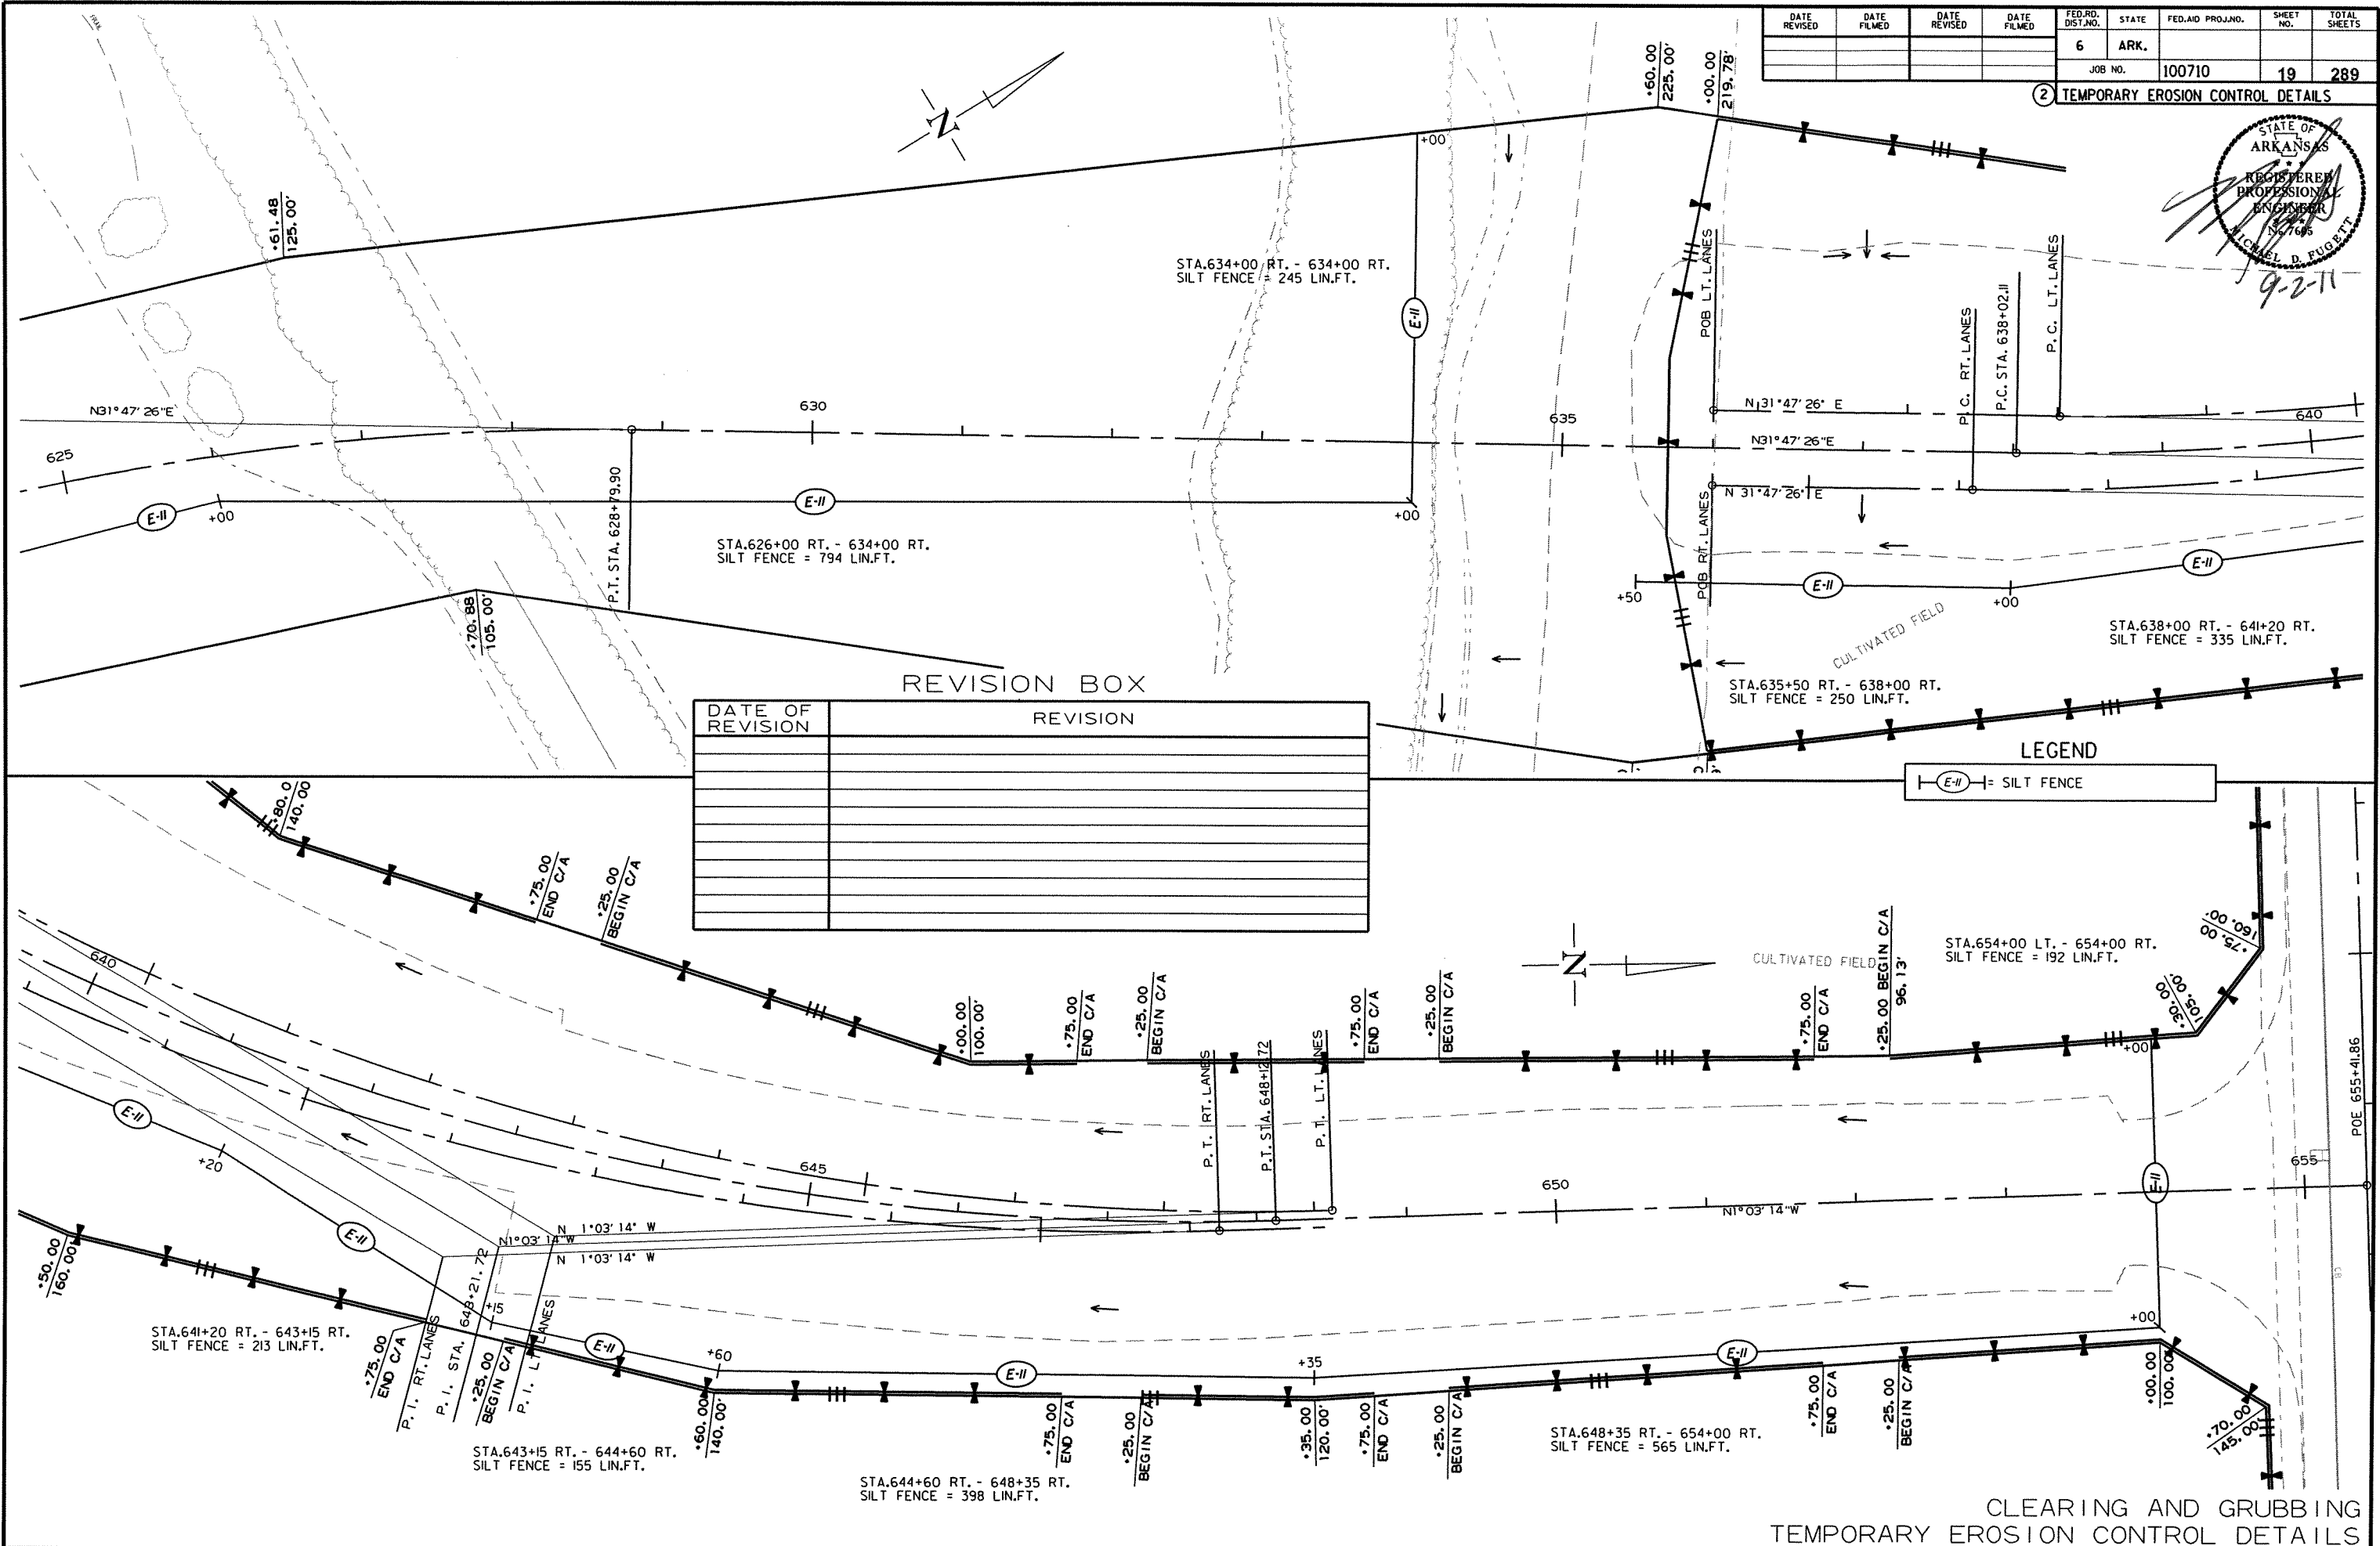 DATE REVISED
DATE FILMED
DATE REVISED
DATE FILMED
FED.RD. DIST.NO.
STATE
FED.AID PROJ.NO.
SHEET NO.
TOTAL SHEETS
6
ARK.
JOB NO.
100710
19
289
2 TEMPORARY EROSION CONTROL DETAILS
STATE OF
ARKANSAS
REGISTERED
PROFESSIONAL
ENGINEER
MICHAEL D. FUGETT
9-2-11
N
+61.48
125.00'
+60.00
225.00'
+00.00
219.78'
+00
STA.634+00 RT. - 634+00 RT.
SILT FENCE = 245 LIN.FT.
E-11
POB LT. LANES
P.C. RT. LANES
P.C. STA. 638+02.11
P. C. LT. LANES
N31°47'26"E
625
630
635
640
N 31°47'26" E
N31°47'26"E
N 31°47'26" E
E-11
+00
E-11
+00
P.T. STA. 628+79.90
STA.626+00 RT. - 634+00 RT.
SILT FENCE = 794 LIN.FT.
POB RT. LANES
+50
E-11
+00
E-11
CULTIVATED FIELD
+70.88
105.00'
STA.638+00 RT. - 641+20 RT.
SILT FENCE = 335 LIN.FT.
STA.635+50 RT. - 638+00 RT.
SILT FENCE = 250 LIN.FT.
REVISION BOX
DATE OF REVISION
REVISION
LEGEND
E-11 = SILT FENCE
+80.0
140.00
+75.00
END C/A
+25.00
BEGIN C/A
+00.00
100.00'
+75.00
END C/A
+25.00
BEGIN C/A
+75.00
END C/A
+25.00
BEGIN C/A
N
CULTIVATED FIELD
+75.00
END C/A
+25.00 BEGIN C/A
96.13'
STA.654+00 LT. - 654+00 RT.
SILT FENCE = 192 LIN.FT.
+75.00
160.00'
+30.00
105.00'
+00
640
645
650
655
P.T. RT. LANES
P.T. STA. 648+12.72
P.T. LT. LANES
POE 655+41.86
E-11
+20
E-11
E-11
N 1°03'14" W
N1°03'14"W
N 1°03'14" W
N1°03'14"W
+50.00
160.00'
STA.641+20 RT. - 643+15 RT.
SILT FENCE = 213 LIN.FT.
+75.00
END C/A
P. I. RT. LANES
P. I. STA. 643+21.72
+15
+25.00
BEGIN C/A
P. I. LT. LANES
E-11
+60
E-11
+35
E-11
+00
+60.00
140.00'
+75.00
END C/A
+25.00
BEGIN C/A
+35.00
120.00'
+75.00
END C/A
+25.00
BEGIN C/A
+75.00
END C/A
+25.00
BEGIN C/A
+00.00
100.00'
+70.00
145.00'
STA.643+15 RT. - 644+60 RT.
SILT FENCE = 155 LIN.FT.
STA.644+60 RT. - 648+35 RT.
SILT FENCE = 398 LIN.FT.
STA.648+35 RT. - 654+00 RT.
SILT FENCE = 565 LIN.FT.
CLEARING AND GRUBBING
TEMPORARY EROSION CONTROL DETAILS